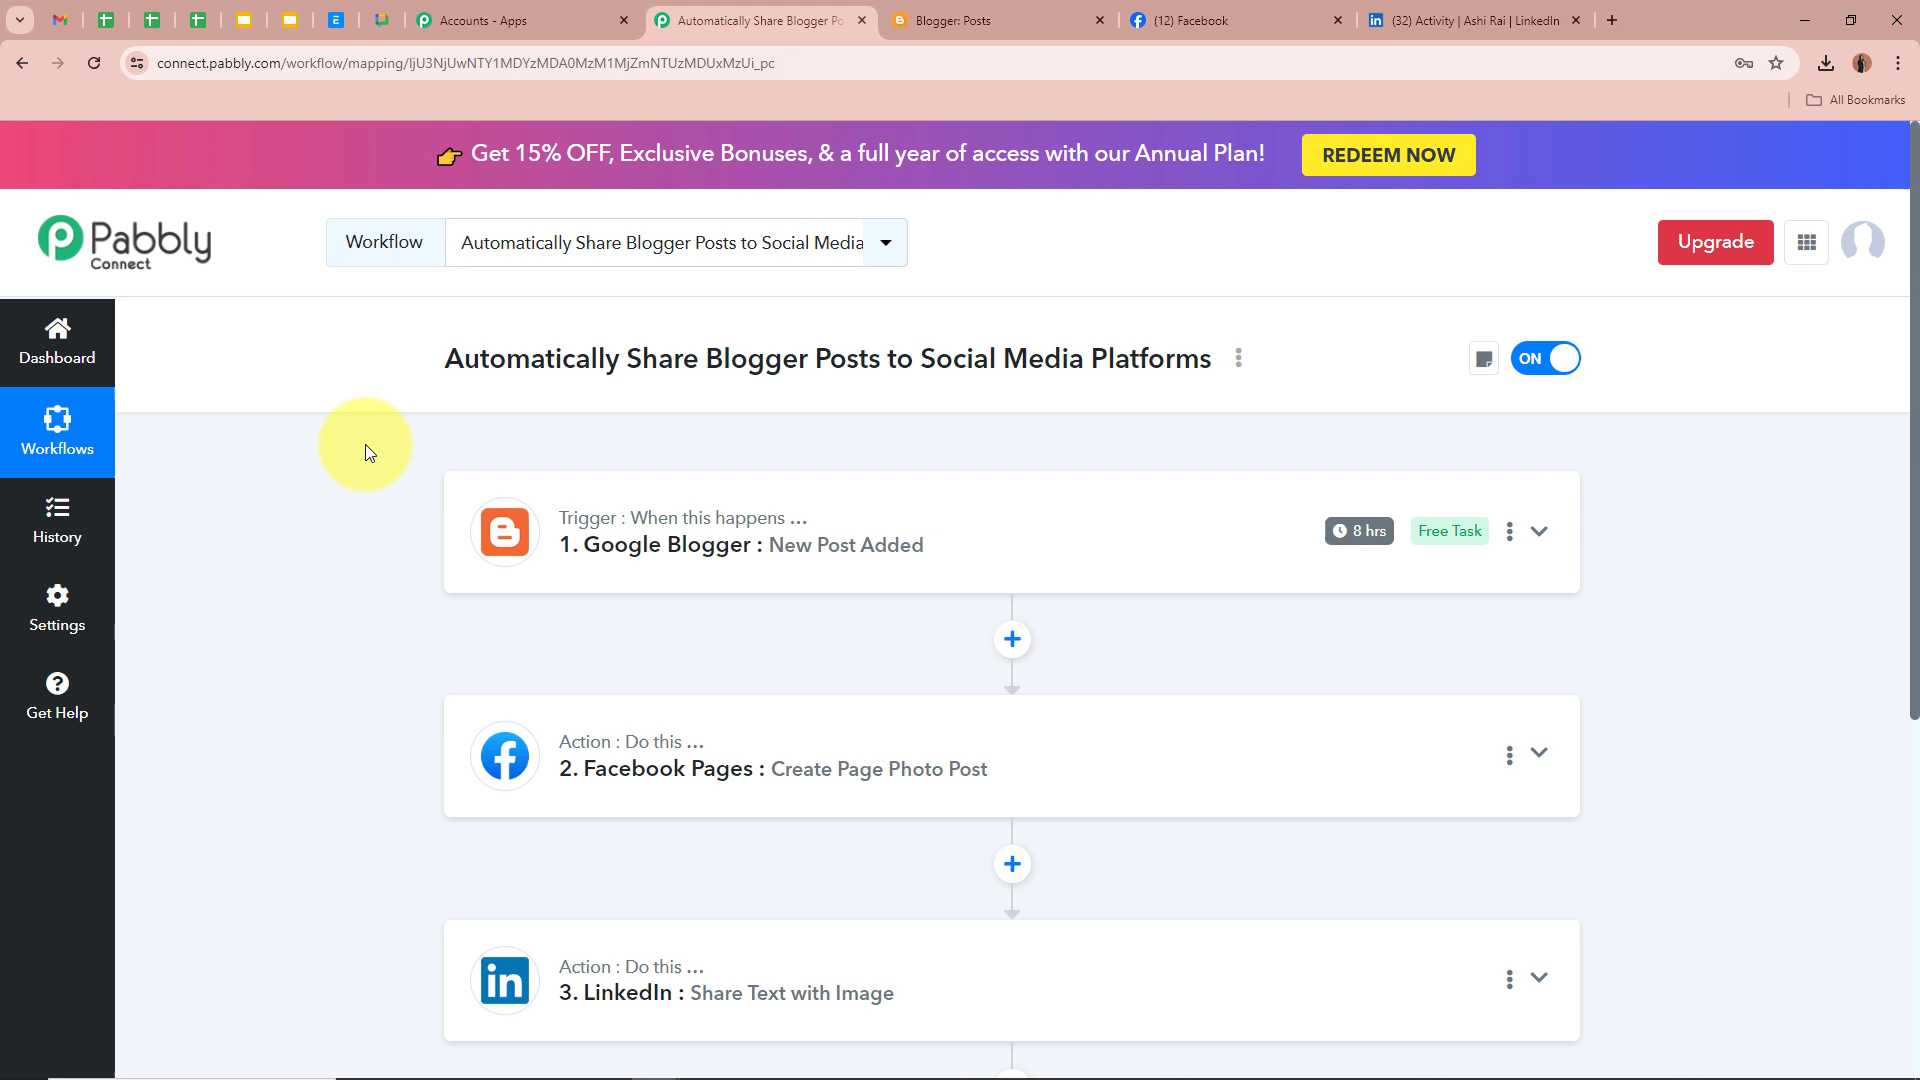 Accounts - Apps
Automatically Share Blogger Po
Blogger: Posts
(12) Facebook
(32) Activity | Ashi Rai | LinkedIn
connect.pabbly.com/workflow/mapping/IjU3NjUwNTY1MDYzMDA0MzM1MjZmNTUzMDUxMzUi_pc
All Bookmarks
Get 15% OFF, Exclusive Bonuses, & a full year of access with our Annual Plan!
REDEEM NOW
Pabbly
Connect
Workflow
Automatically Share Blogger Posts to Social Media
Upgrade
Dashboard
Workflows
History
Settings
Get Help
Automatically Share Blogger Posts to Social Media Platforms
ON
Trigger : When this happens ...
1. Google Blogger : New Post Added
8 hrs
Free Task
Action : Do this ...
2. Facebook Pages : Create Page Photo Post
Action : Do this ...
3. LinkedIn : Share Text with Image